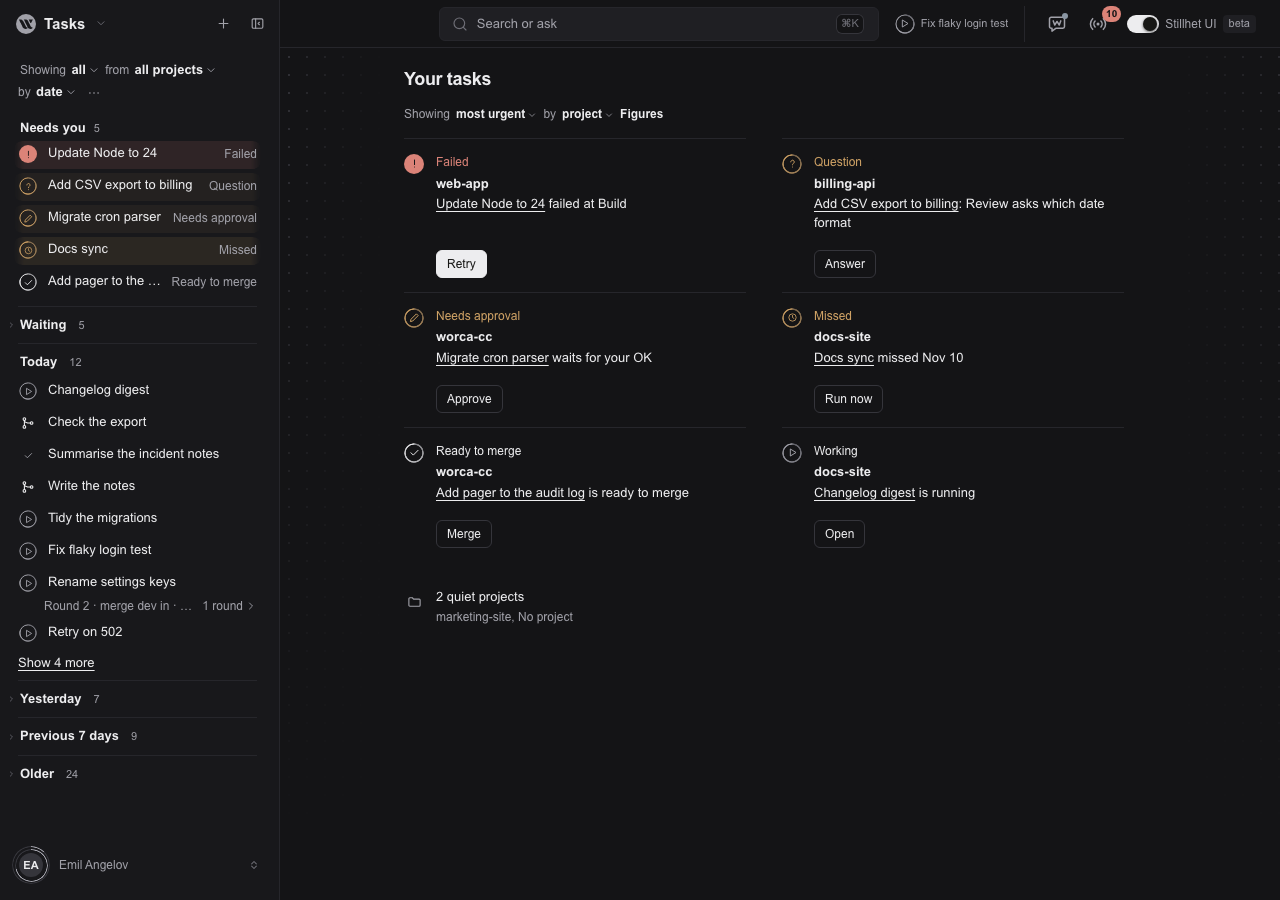 Tasks
Search or ask
⌘K
Fix flaky login test
10
Stillhet UI
beta
Showing all from all projects
by date ...
Needs you 5
Update Node to 24 Failed
Add CSV export to billing Question
Migrate cron parser Needs approval
Docs sync Missed
Add pager to the … Ready to merge
Waiting 5
Today 12
Changelog digest
Check the export
Summarise the incident notes
Write the notes
Tidy the migrations
Fix flaky login test
Rename settings keys
Round 2 · merge dev in · … 1 round
Retry on 502
Show 4 more
Yesterday 7
Previous 7 days 9
Older 24
EA
Emil Angelov
Your tasks
Showing most urgent by project Figures
Failed
web-app
Update Node to 24 failed at Build
Retry
Question
billing-api
Add CSV export to billing: Review asks which date
format
Answer
Needs approval
worca-cc
Migrate cron parser waits for your OK
Approve
Missed
docs-site
Docs sync missed Nov 10
Run now
Ready to merge
worca-cc
Add pager to the audit log is ready to merge
Merge
Working
docs-site
Changelog digest is running
Open
2 quiet projects
marketing-site, No project